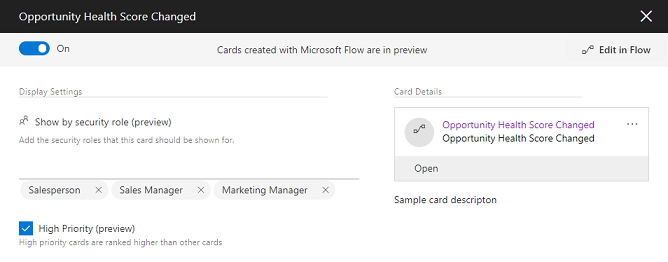 Opportunity Health Score Changed
On
Cards created with Microsoft Flow are in preview
Edit in Flow
Display Settings
Show by security role (preview)
Add the security roles that this card should be shown for.
Salesperson
Sales Manager
Marketing Manager
High Priority (preview)
High priority cards are ranked higher than other cards
Card Details
Opportunity Health Score Changed
Opportunity Health Score Changed
Open
Sample card descripton